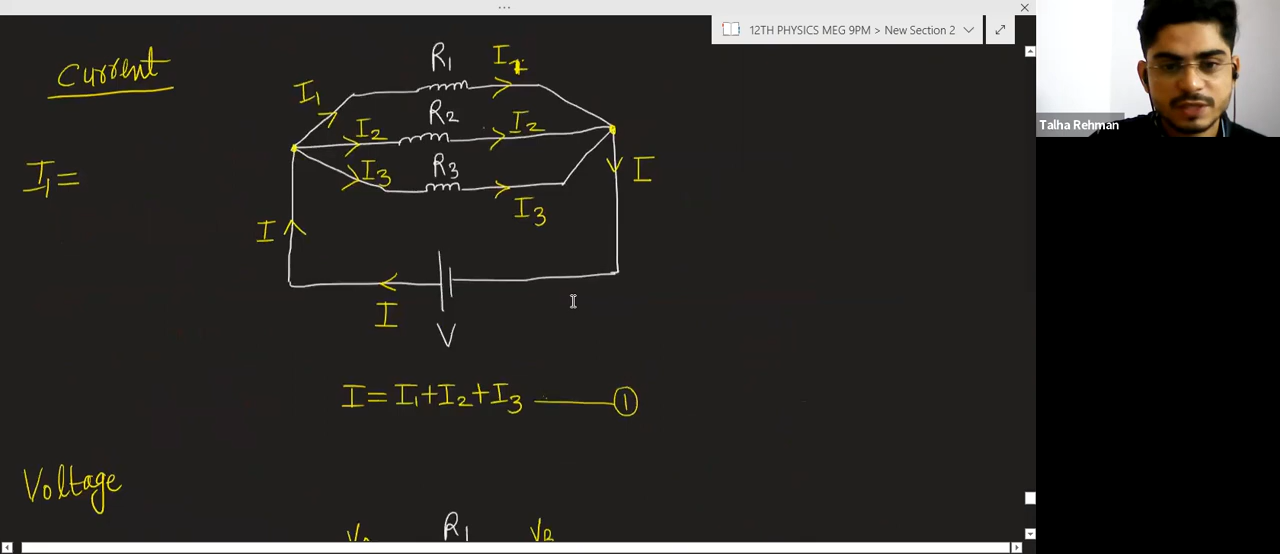 12TH PHYSICS MEG 9PM > New Section 2
Talha Rehman
Current
R1
I1
I1
R2
I2
I2
I1=
R3
I3
I
I3
I
I
V
I = I1+I2+I3 ——— ①
Voltage
R1